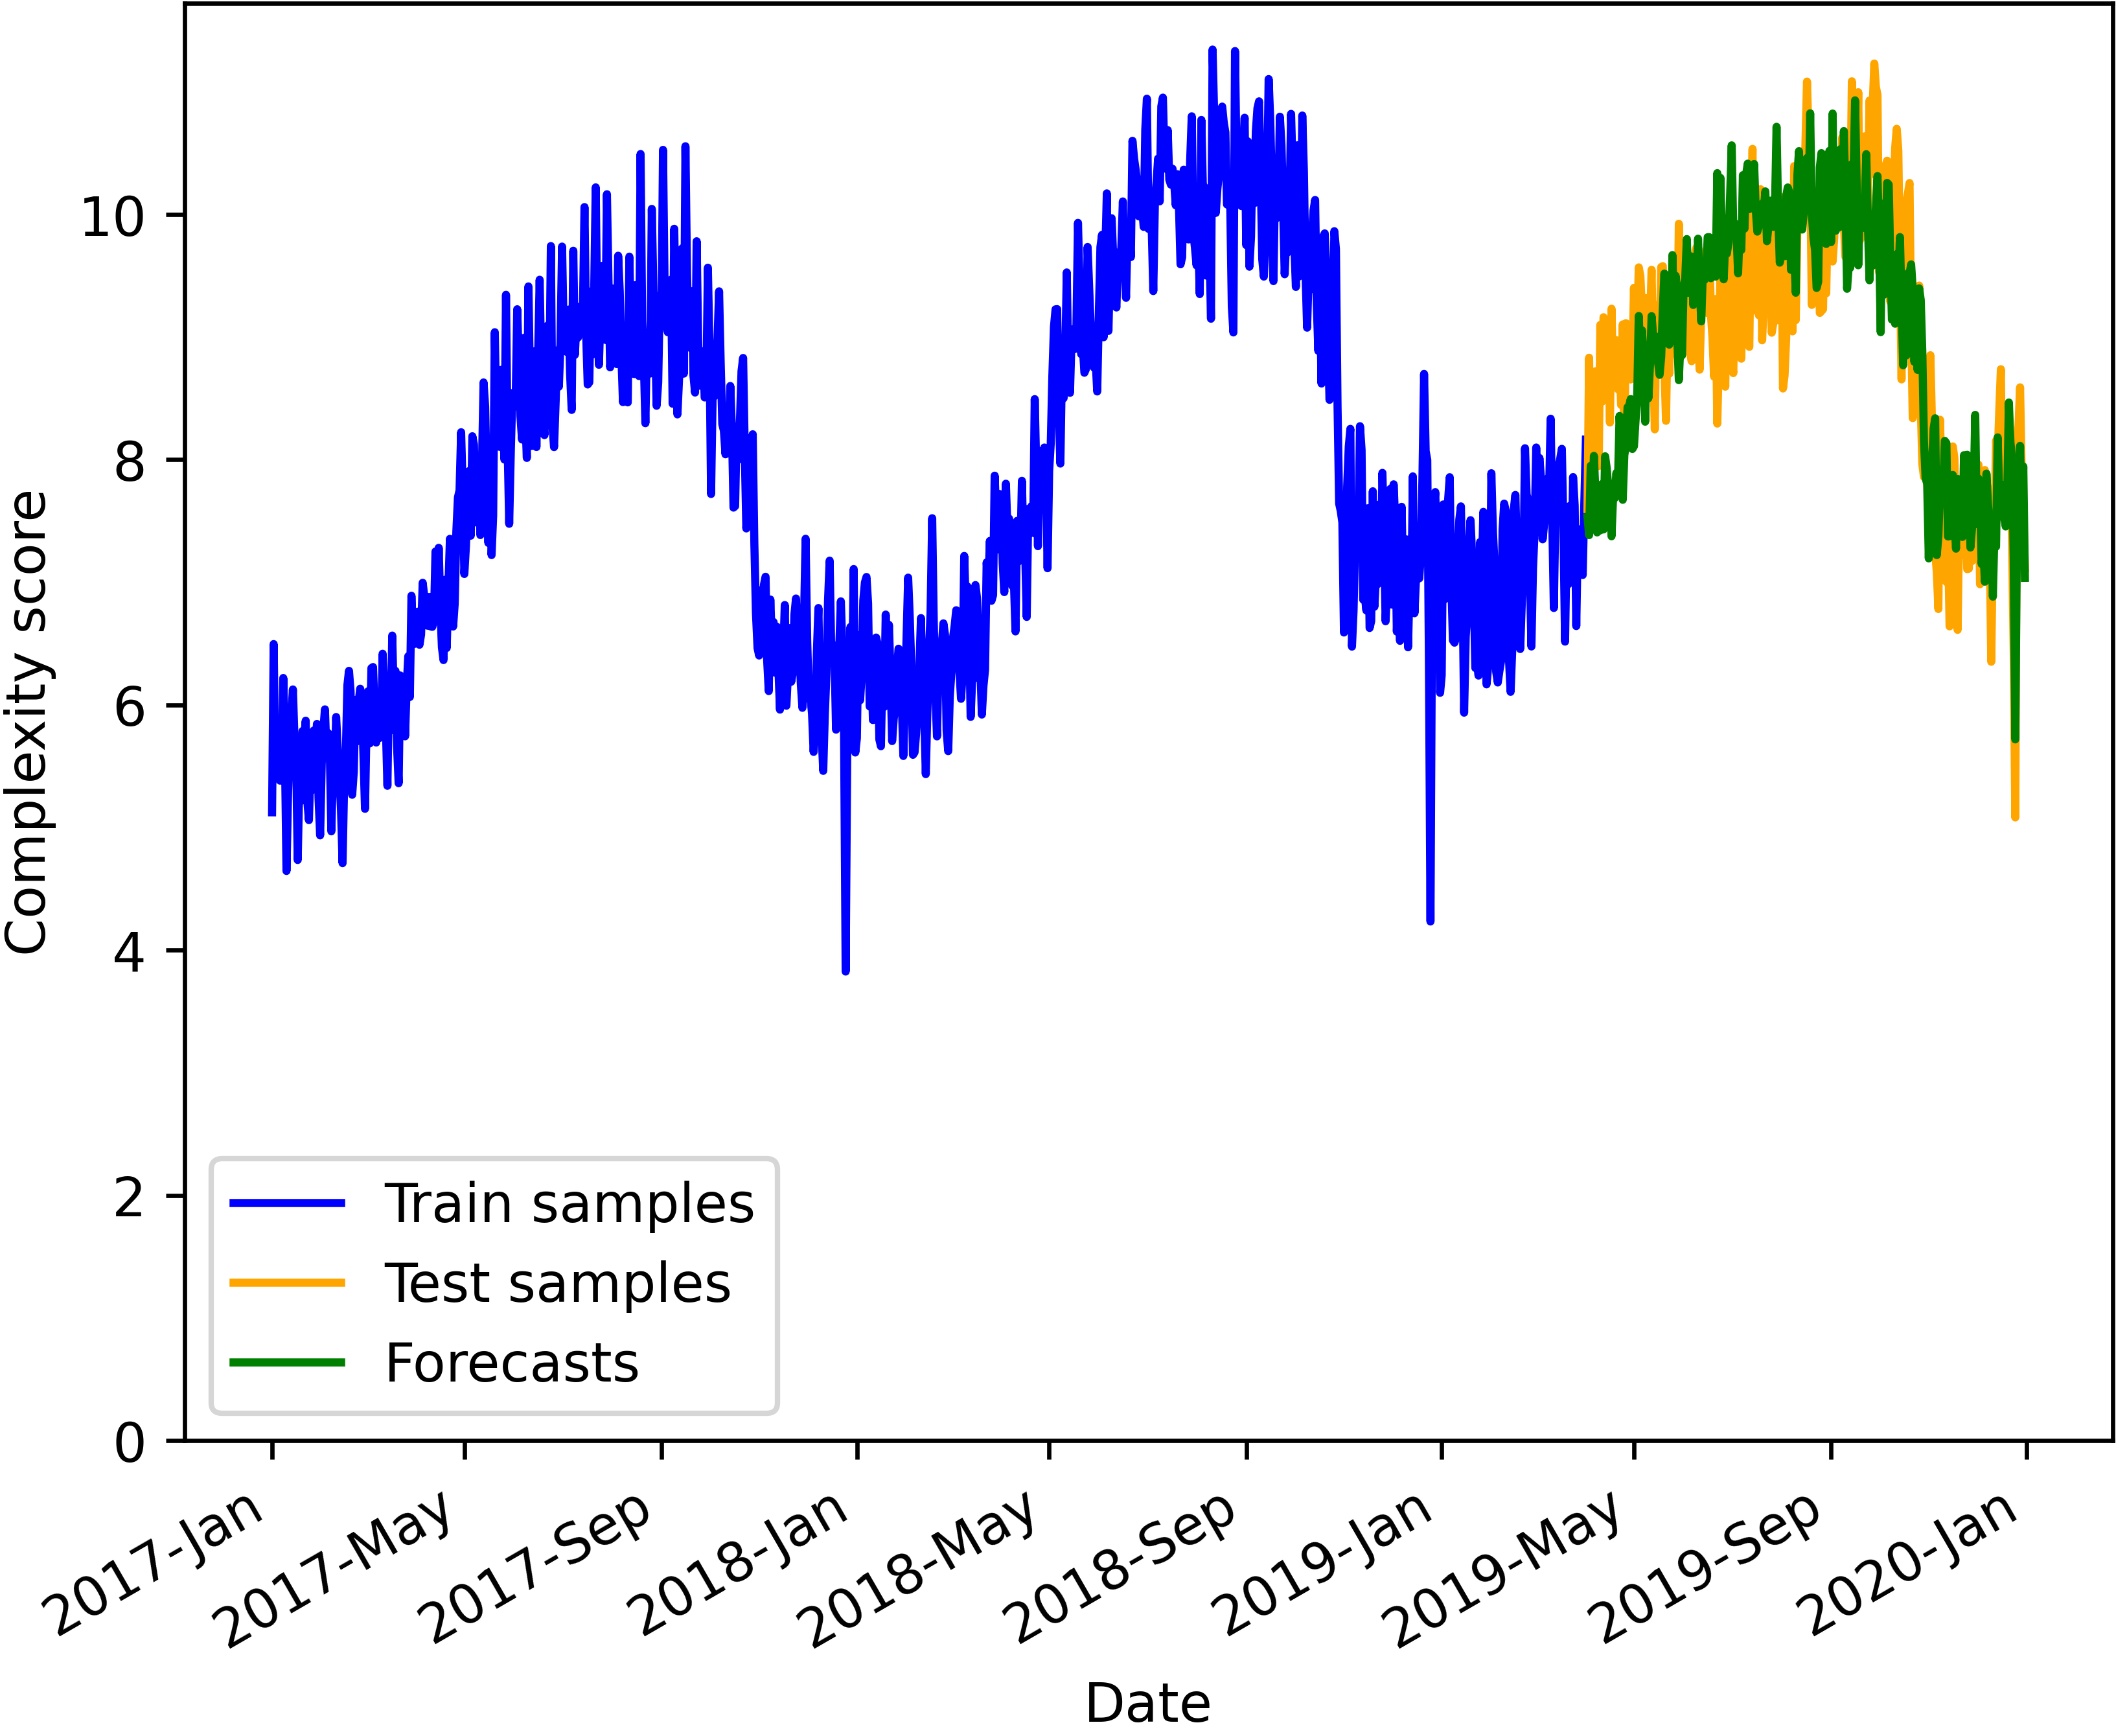 Complexity score
10
8
6
4
2
0
Train samples
Test samples
Forecasts
2017-Jan
2017-May
2017-Sep
2018-Jan
2018-May
2018-Sep
2019-Jan
2019-May
2019-Sep
2020-Jan
Date